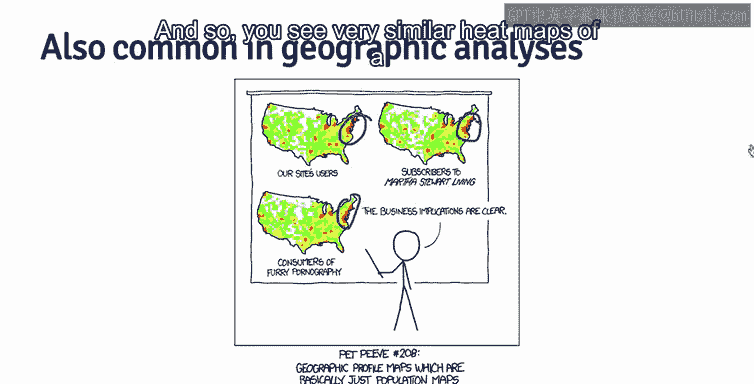 And so, you see very similar heat maps of
a
Also common in geographic analyses
OUR SITE'S USERS
SUBSCRIBERS TO
MARTHA STEWART LIVING
THE BUSINESS IMPLICATIONS ARE CLEAR.
CONSUMERS OF
FURRY PORNOGRAPHY
PET PEEVE #208:
GEOGRAPHIC PROFILE MAPS WHICH ARE
BASICALLY JUST POPULATION MAPS